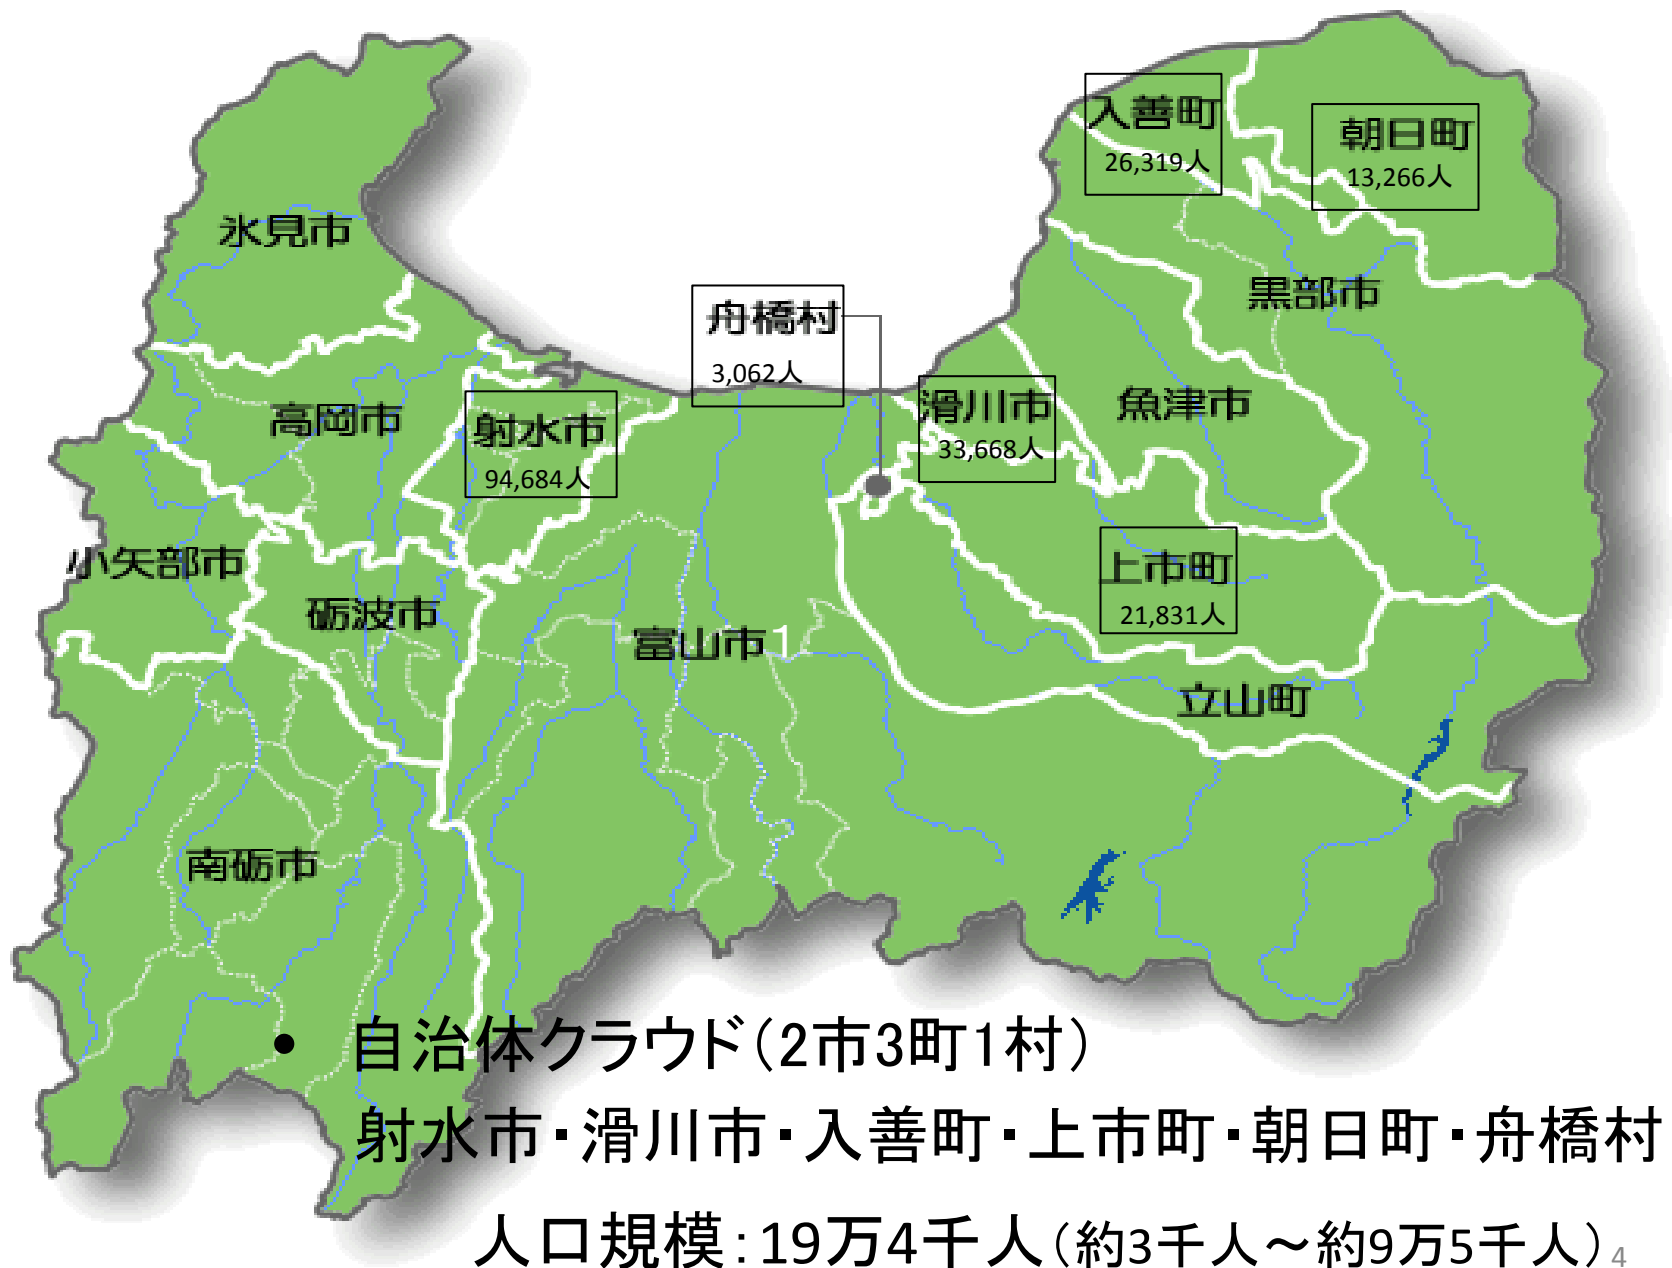 入善町
26,319人
朝日町
13,266人
氷見市
黒部市
舟橋村
3,062人
高岡市
射水市
94,684人
滑川市
33,668人
魚津市
小矢部市
砺波市
上市町
21,831人
富山市1
立山町
南砺市
• 自治体クラウド（2市3町1村）
射水市・滑川市・入善町・上市町・朝日町・舟橋村
人口規模：19万4千人（約3千人～約9万5千人）
4